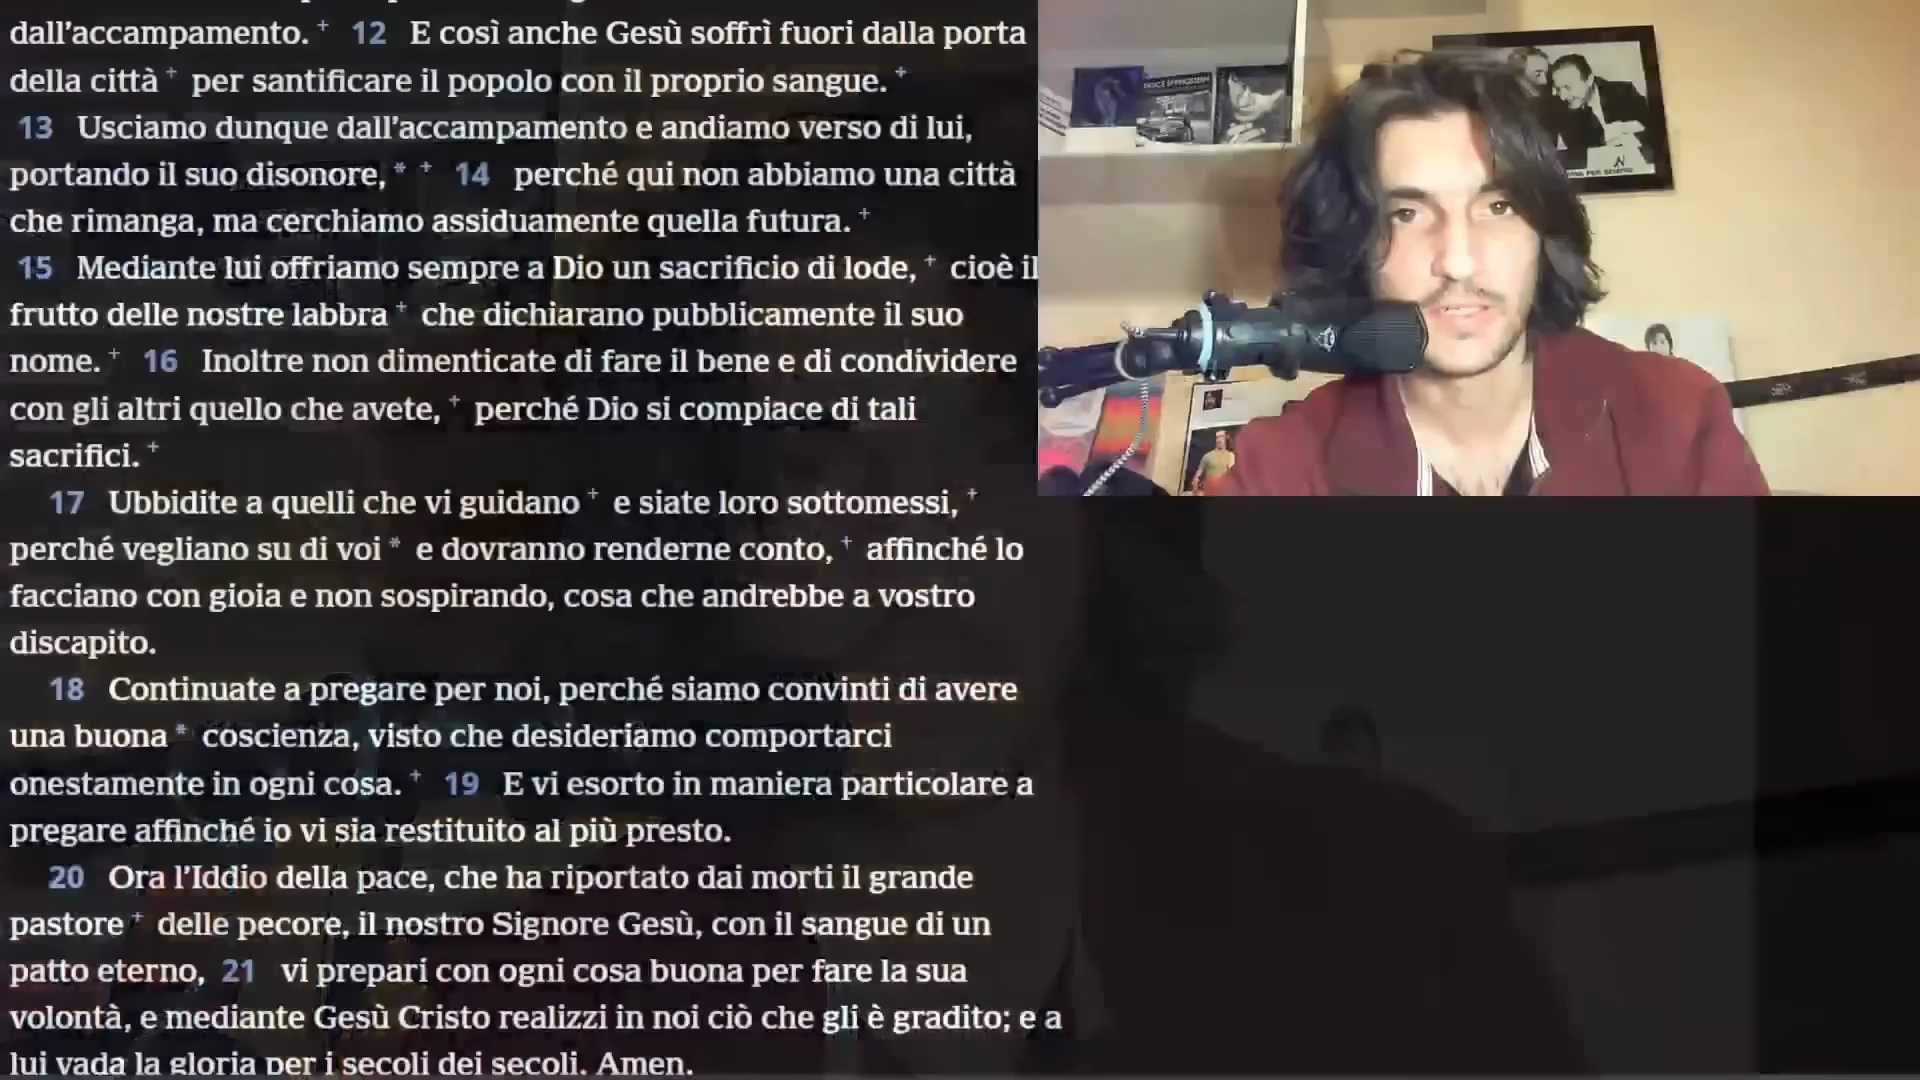 dall'accampamento. + 12 E così anche Gesù soffrì fuori dalla porta
della città + per santificare il popolo con il proprio sangue. +
13 Usciamo dunque dall'accampamento e andiamo verso di lui,
portando il suo disonore, * + 14 perché qui non abbiamo una città
che rimanga, ma cerchiamo assiduamente quella futura. +
15 Mediante lui offriamo sempre a Dio un sacrificio di lode, + cioè il
frutto delle nostre labbra + che dichiarano pubblicamente il suo
nome. + 16 Inoltre non dimenticate di fare il bene e di condividere
con gli altri quello che avete, + perché Dio si compiace di tali
sacrifici. +
17 Ubbidite a quelli che vi guidano + e siate loro sottomessi, +
perché vegliano su di voi * e dovranno renderne conto, + affinché lo
facciano con gioia e non sospirando, cosa che andrebbe a vostro
discapito.
18 Continuate a pregare per noi, perché siamo convinti di avere
una buona * coscienza, visto che desideriamo comportarci
onestamente in ogni cosa. + 19 E vi esorto in maniera particolare a
pregare affinché io vi sia restituito al più presto.
20 Ora l'Iddio della pace, che ha riportato dai morti il grande
pastore + delle pecore, il nostro Signore Gesù, con il sangue di un
patto eterno, 21 vi prepari con ogni cosa buona per fare la sua
volontà, e mediante Gesù Cristo realizzi in noi ciò che gli è gradito; e a
lui vada la gloria per i secoli dei secoli. Amen.
BRUCE SPRINGSTEEN
PER SEMPRE